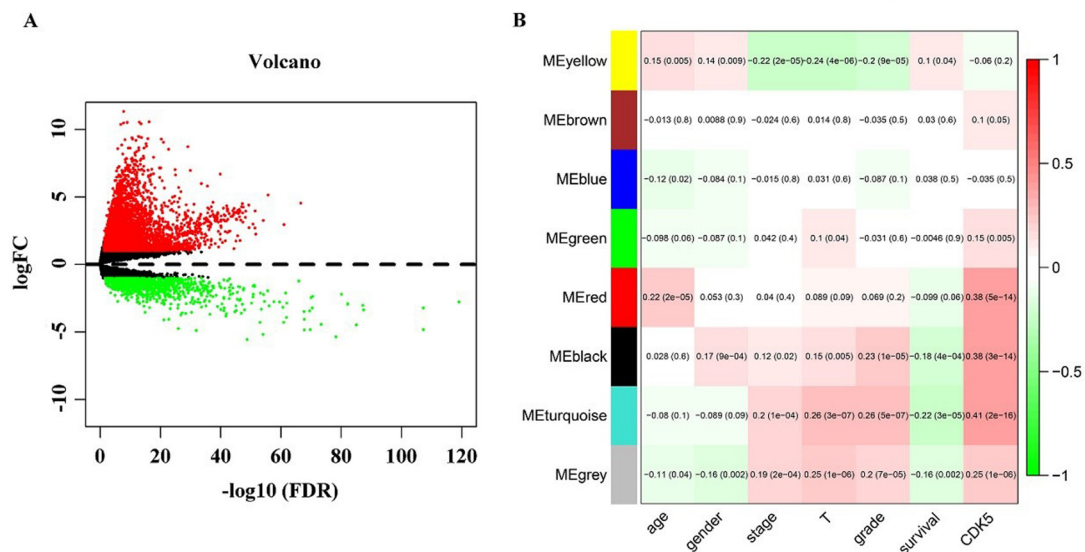 A
B
Volcano
logFC
10
5
0
-5
-10
0 20 40 60 80 100 120
-log10 (FDR)
MEyellow 0.15 (0.005) 0.14 (0.009) −0.22 (2e−05) −0.24 (4e−06) −0.2 (9e−05) 0.1 (0.04) −0.06 (0.2)
MEbrown −0.013 (0.8) 0.0088 (0.9) −0.024 (0.6) 0.014 (0.8) −0.035 (0.5) 0.03 (0.6) 0.1 (0.05)
MEblue −0.12 (0.02) −0.084 (0.1) −0.015 (0.8) 0.031 (0.6) −0.087 (0.1) 0.038 (0.5) −0.035 (0.5)
MEgreen −0.098 (0.06) −0.087 (0.1) 0.042 (0.4) 0.1 (0.04) −0.031 (0.6) −0.0046 (0.9) 0.15 (0.005)
MEred 0.22 (2e−05) 0.053 (0.3) 0.04 (0.4) 0.089 (0.09) 0.069 (0.2) −0.099 (0.06) 0.38 (5e−14)
MEblack 0.028 (0.6) 0.17 (9e−04) 0.12 (0.02) 0.15 (0.005) 0.23 (1e−05) −0.18 (4e−04) 0.38 (3e−14)
MEturquoise −0.08 (0.1) −0.089 (0.09) 0.2 (1e−04) 0.26 (3e−07) 0.26 (5e−07) −0.22 (3e−05) 0.41 (2e−16)
MEgrey −0.11 (0.04) −0.16 (0.002) 0.19 (2e−04) 0.25 (1e−06) 0.2 (7e−05) −0.16 (0.002) 0.25 (1e−06)
age gender stage T grade survival CDK5
1
0.5
0
−0.5
−1